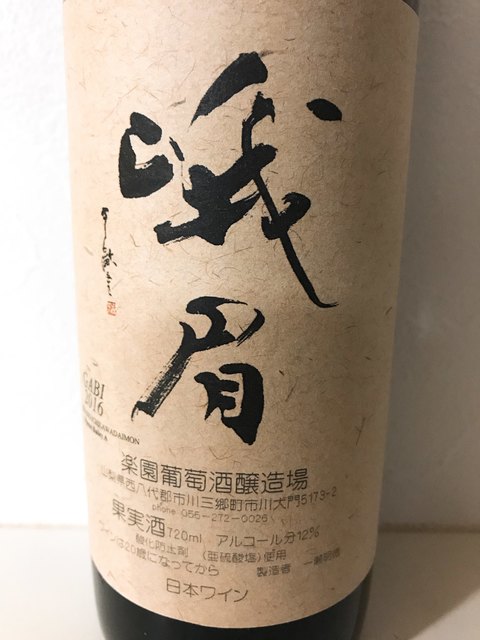 峨眉
GABI
2016
楽園葡萄酒醸造場
山梨県西八代郡市川三郷町市川大門5173-2
phone 055-272-0026
果実酒 720ml アルコール分12%
酸化防止剤 (亜硫酸塩)使用
ワインは20歳になってから 製造者
日本ワイン